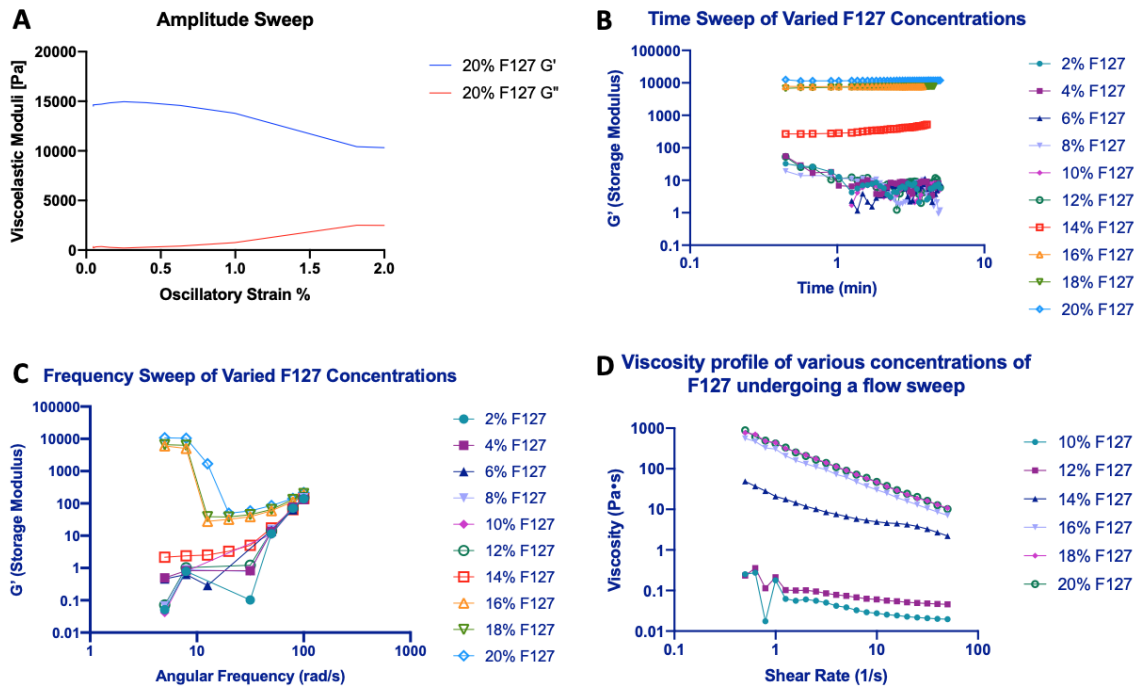 A
Amplitude Sweep
20000
15000
10000
5000
0
Viscoelastic Moduli [Pa]
0.0
0.5
1.0
1.5
2.0
Oscillatory Strain %
20% F127 G'
20% F127 G"
B
Time Sweep of Varied F127 Concentrations
100000
10000
1000
100
10
1
0.1
G' (Storage Modulus)
0.1
1
10
Time (min)
2% F127
4% F127
6% F127
8% F127
10% F127
12% F127
14% F127
16% F127
18% F127
20% F127
C
Frequency Sweep of Varied F127 Concentrations
100000
10000
1000
100
10
1
0.1
0.01
G' (Storage Modulus)
1
10
100
1000
Angular Frequency (rad/s)
2% F127
4% F127
6% F127
8% F127
10% F127
12% F127
14% F127
16% F127
18% F127
20% F127
D
Viscosity profile of various concentrations of
F127 undergoing a flow sweep
1000
100
10
1
0.1
0.01
Viscosity (Pa•s)
0.1
1
10
100
Shear Rate (1/s)
10% F127
12% F127
14% F127
16% F127
18% F127
20% F127